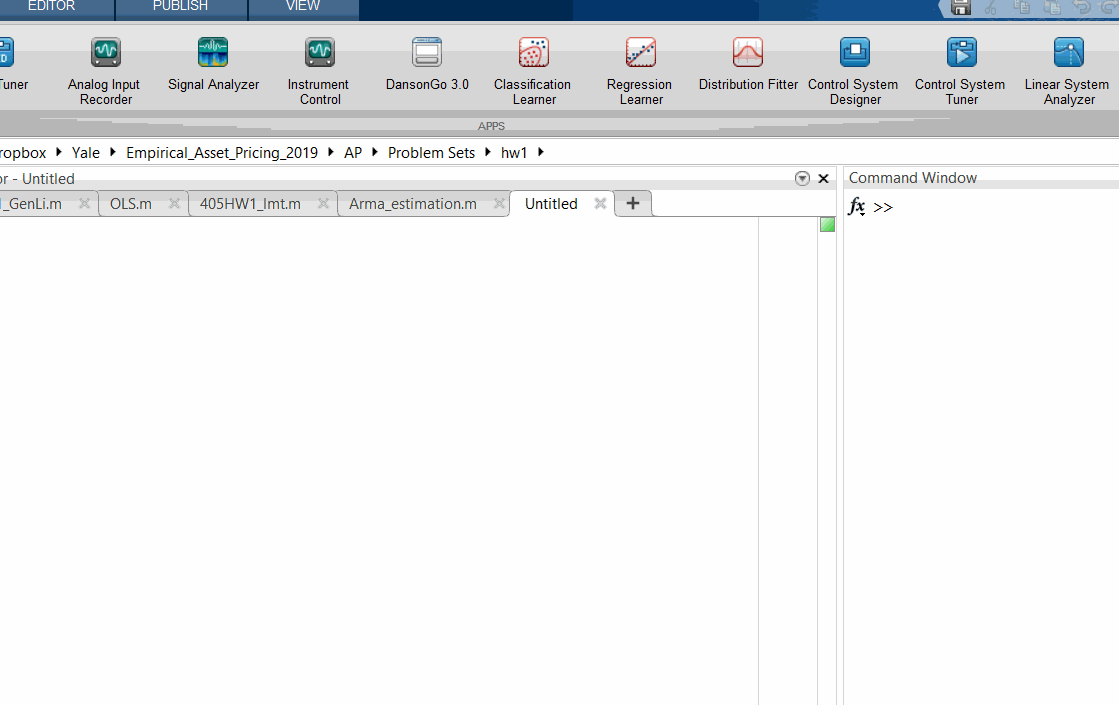 EDITOR PUBLISH VIEW
Tuner Analog Input Recorder Signal Analyzer Instrument Control DansonGo 3.0 Classification Learner Regression Learner Distribution Fitter Control System Designer Control System Tuner Linear System Analyzer
APPS
ropbox Yale Empirical_Asset_Pricing_2019 AP Problem Sets hw1
or - Untitled
Command Window
_GenLi.m OLS.m 405HW1_lmt.m Arma_estimation.m Untitled +
fx >>